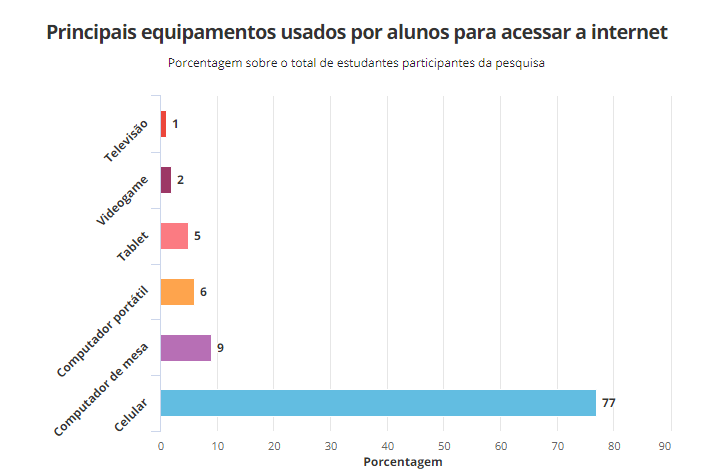 Principais equipamentos usados por alunos para acessar a internet
Porcentagem sobre o total de estudantes participantes da pesquisa
Televisão 1
Videogame 2
Tablet 5
Computador portátil 6
Computador de mesa 9
Celular 77
0 10 20 30 40 50 60 70 80 90
Porcentagem